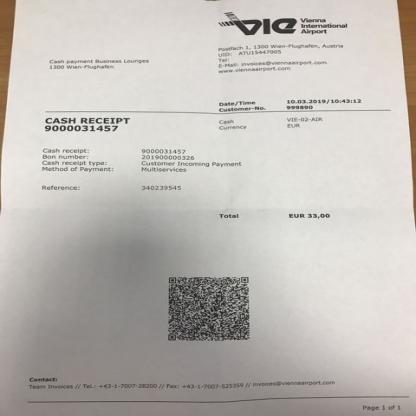 VIE Vienna
International
Airport
Postfach 1, 1300 Wien-Flughafen, Austria
UID: ATU15447005
Tel:
E-Mail: invoices@viennaairport.com
www.viennaairport.com
Cash payment Business Lounges
1300 Wien-Flughafen
Date/Time 10.03.2019/10:43:12
Customer-No. 999890
CASH RECEIPT
9000031457
Cash VIE-02-AIR
Currency EUR
Cash receipt: 9000031457
Bon number: 201900000326
Cash receipt type: Customer Incoming Payment
Method of Payment: Multiservices
Reference: 340239545
Total EUR 33,00
Contact:
Team Invoices // Tel.: +43-1-7007-28200 // Fax: +43-1-7007-525359 // invoices@viennaairport.com
Page 1 of 1